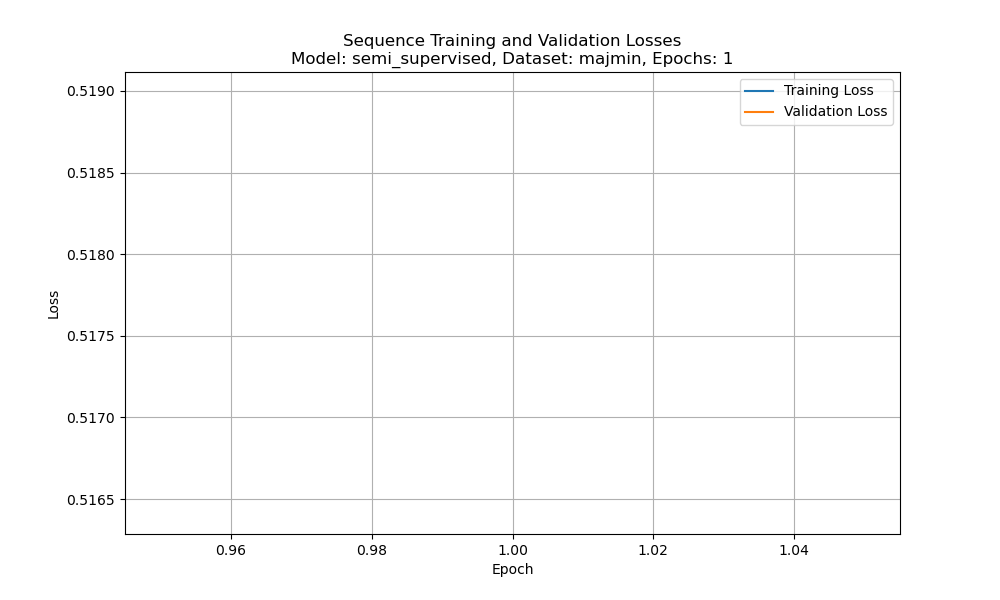 Sequence Training and Validation Losses
Model: semi_supervised, Dataset: majmin, Epochs: 1
Training Loss
Validation Loss
0.5190
0.5185
0.5180
0.5175
0.5170
0.5165
Loss
0.96
0.98
1.00
1.02
1.04
Epoch